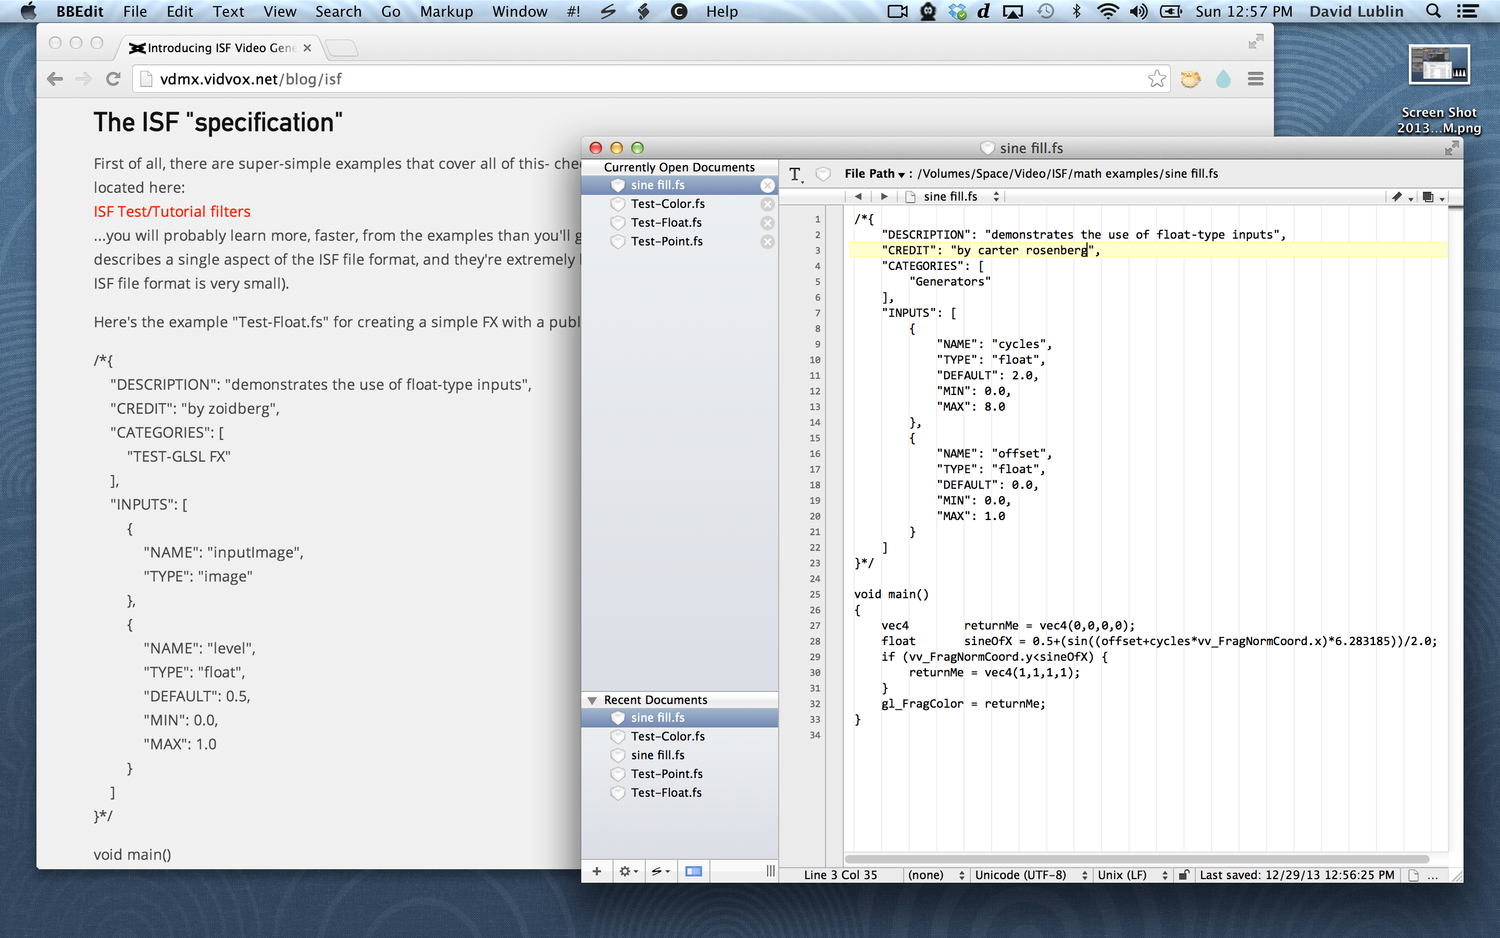 BBEdit File Edit Text View Search Go Markup Window #! Help Sun 12:57 PM David Lublin
Introducing ISF Video Gene
vdmx.vidvox.net/blog/isf
Screen Shot
2013...M.png
The ISF "specification"
First of all, there are super-simple examples that cover all of this- chec
located here:
ISF Test/Tutorial filters
...you will probably learn more, faster, from the examples than you'll g
describes a single aspect of the ISF file format, and they're extremely
ISF file format is very small).
Here's the example "Test-Float.fs" for creating a simple FX with a publ
/*{
"DESCRIPTION": "demonstrates the use of float-type inputs",
"CREDIT": "by zoidberg",
"CATEGORIES": [
"TEST-GLSL FX"
],
"INPUTS": [
{
"NAME": "inputImage",
"TYPE": "image"
},
{
"NAME": "level",
"TYPE": "float",
"DEFAULT": 0.5,
"MIN": 0.0,
"MAX": 1.0
}
]
}*/
void main()
sine fill.fs
Currently Open Documents
sine fill.fs
Test-Color.fs
Test-Float.fs
Test-Point.fs
Recent Documents
sine fill.fs
Test-Color.fs
sine fill.fs
Test-Point.fs
Test-Float.fs
File Path : /Volumes/Space/Video/ISF/math examples/sine fill.fs
sine fill.fs
1 /*{
2 "DESCRIPTION": "demonstrates the use of float-type inputs",
3 "CREDIT": "by carter rosenberg",
4 "CATEGORIES": [
5 "Generators"
6 ],
7 "INPUTS": [
8 {
9 "NAME": "cycles",
10 "TYPE": "float",
11 "DEFAULT": 2.0,
12 "MIN": 0.0,
13 "MAX": 8.0
14 },
15 {
16 "NAME": "offset",
17 "TYPE": "float",
18 "DEFAULT": 0.0,
19 "MIN": 0.0,
20 "MAX": 1.0
21 }
22 ]
23 }*/
24
25 void main()
26 {
27 vec4 returnMe = vec4(0,0,0,0);
28 float sineOfX = 0.5+(sin((offset+cycles*vv_FragNormCoord.x)*6.283185))/2.0;
29 if (vv_FragNormCoord.y<sineOfX) {
30 returnMe = vec4(1,1,1,1);
31 }
32 gl_FragColor = returnMe;
33 }
34
Line 3 Col 35 (none) Unicode (UTF-8) Unix (LF) Last saved: 12/29/13 12:56:25 PM ...